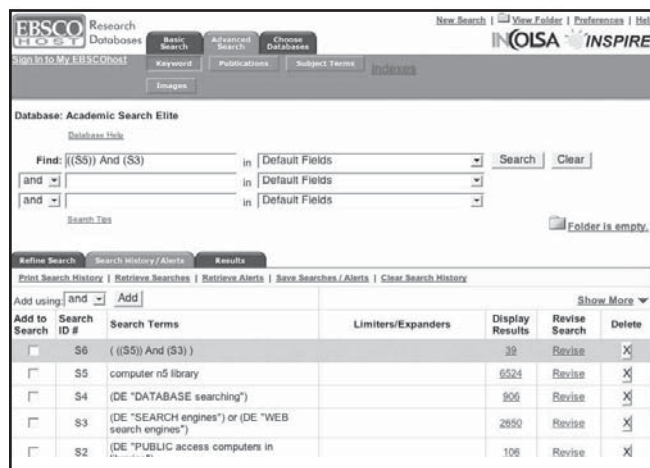 New Search | View Folder | Preferences | Hel
EBSCO HOST Research Databases
Basic Search Advanced Search Choose Databases
INCOLSA INSPIRE
Sign In to My EBSCOhost
Keyword Publications Subject Terms Indexes
Images
Database: Academic Search Elite
Database Help
Find: ((S5)) And (S3) in Default Fields Search Clear
and in Default Fields
and in Default Fields
Search Tips
Folder is empty.
Refine Search Search History/Alerts Results
Print Search History | Retrieve Searches | Retrieve Alerts | Save Searches / Alerts | Clear Search History
Add using: and Add Show More
Add to Search Search ID # Search Terms Limiters/Expanders Display Results Revise Search Delete
S6 ( ((S5)) And (S3) ) 39 Revise X
S5 computer n5 library 6524 Revise X
S4 (DE "DATABASE searching") 906 Revise X
S3 (DE "SEARCH engines") or (DE "WEB search engines") 2650 Revise X
S2 (DE "PUBLIC access computers in 106 Revise X